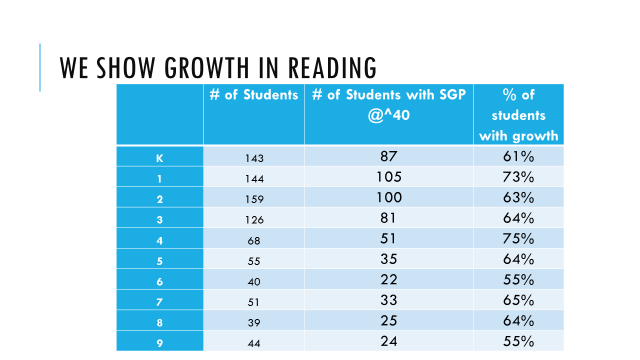 WE SHOW GROWTH IN READING
# of Students # of Students with SGP @^40 % of students with growth
K 143 87 61%
1 144 105 73%
2 159 100 63%
3 126 81 64%
4 68 51 75%
5 55 35 64%
6 40 22 55%
7 51 33 65%
8 39 25 64%
9 44 24 55%